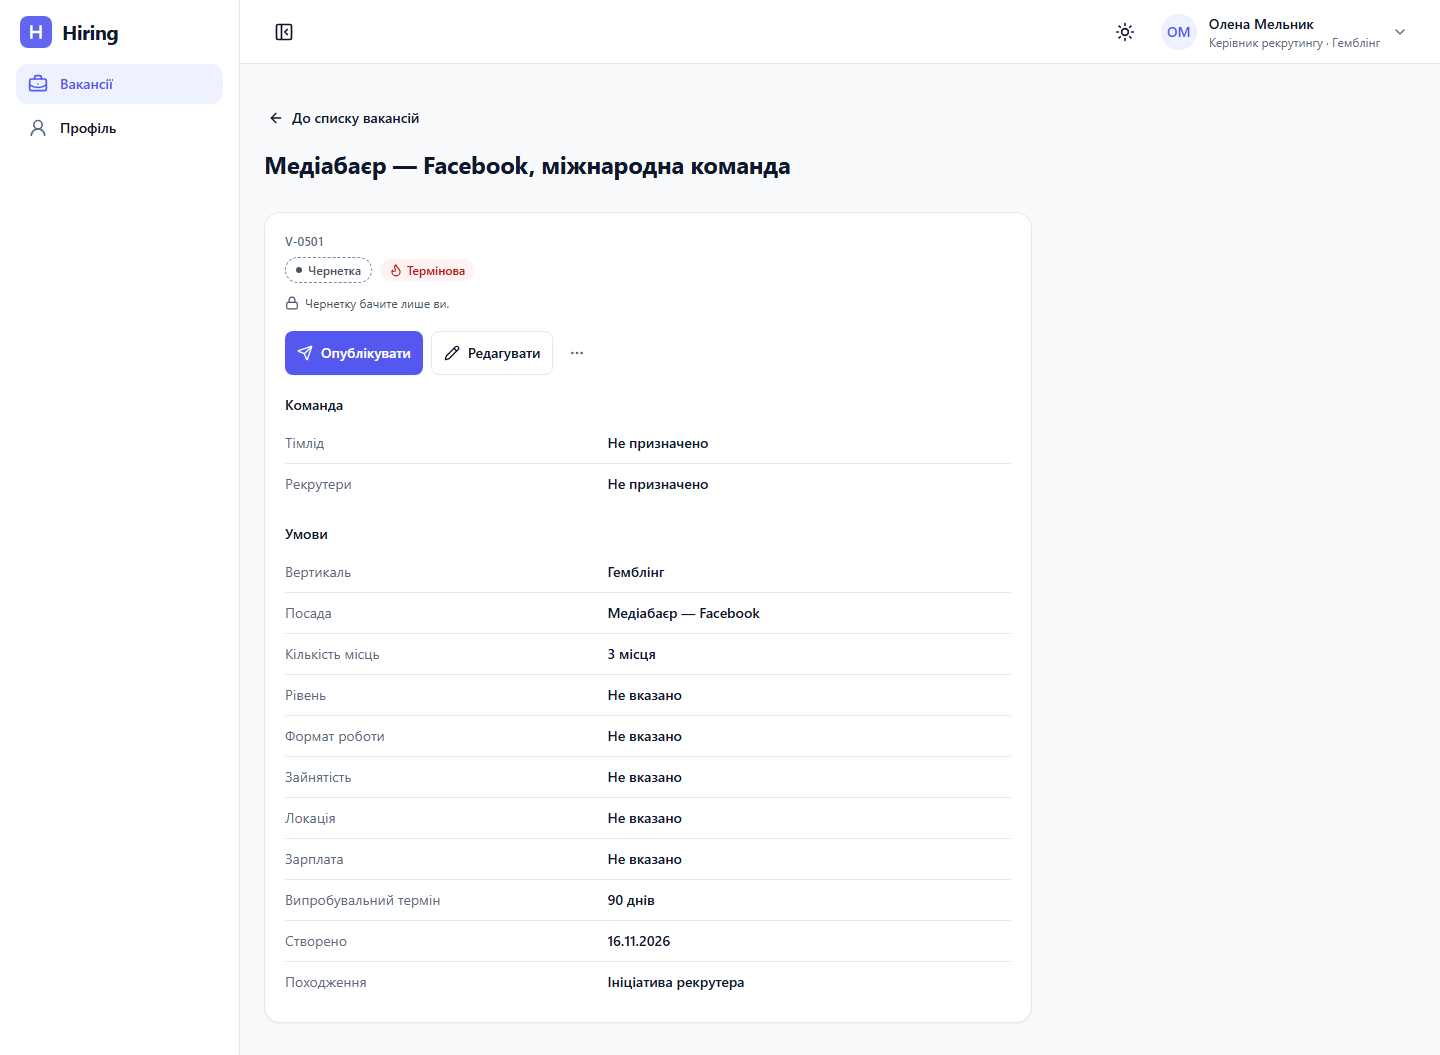 H Hiring
Вакансії
Профіль
ОМ
Олена Мельник
Керівник рекрутингу · Гемблінг
До списку вакансій
Медіабаєр — Facebook, міжнародна команда
V-0501
Чернетка
Термінова
Чернетку бачите лише ви.
Опублікувати
Редагувати
Команда
Тімлід Не призначено
Рекрутери Не призначено
Умови
Вертикаль Гемблінг
Посада Медіабаєр — Facebook
Кількість місць 3 місця
Рівень Не вказано
Формат роботи Не вказано
Зайнятість Не вказано
Локація Не вказано
Зарплата Не вказано
Випробувальний термін 90 днів
Створено 16.11.2026
Походження Ініціатива рекрутера